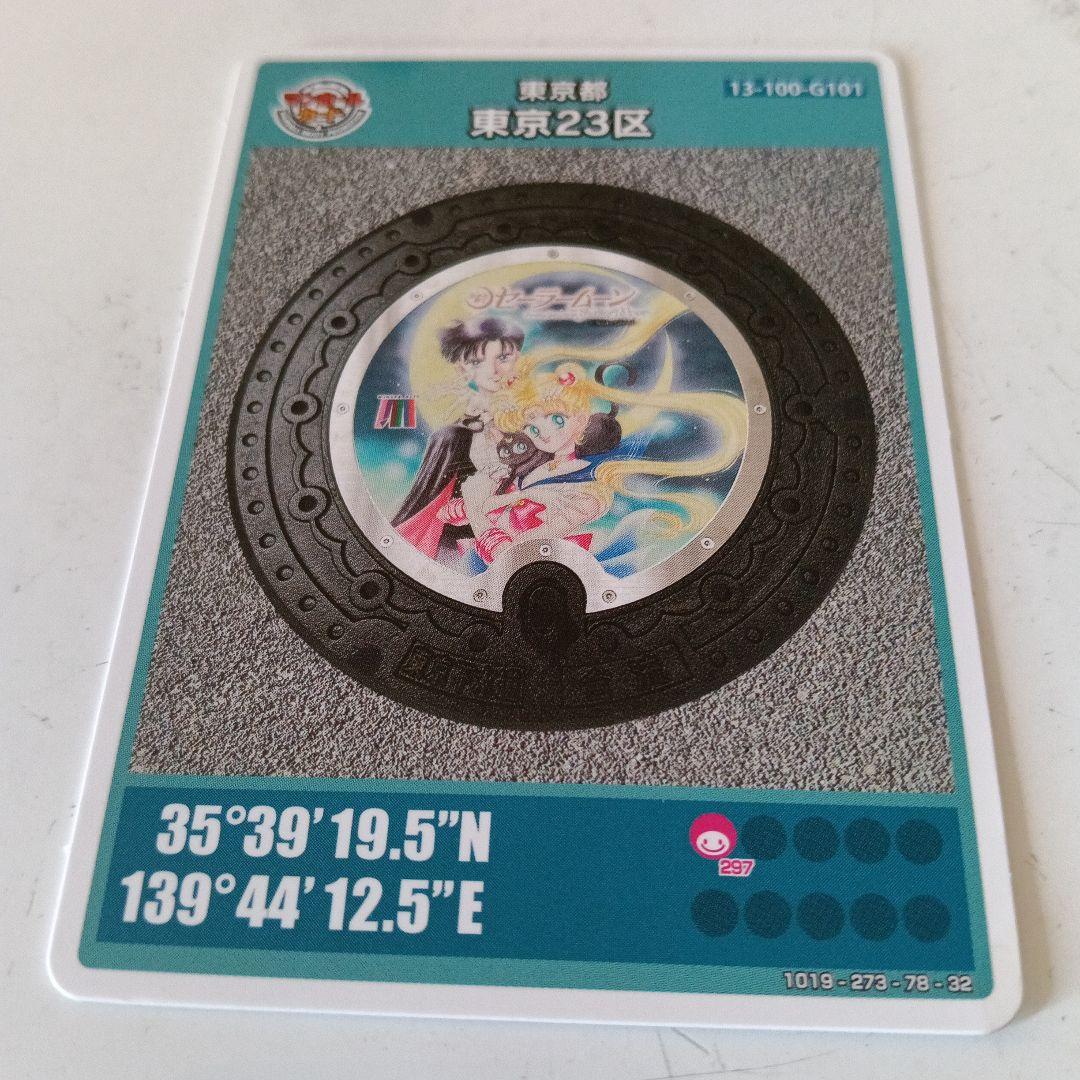 東京都
13-100-G101
東京23区
セーラームーン
35°39'19.5"N
139°44'12.5"E
297
1019-273-78-32